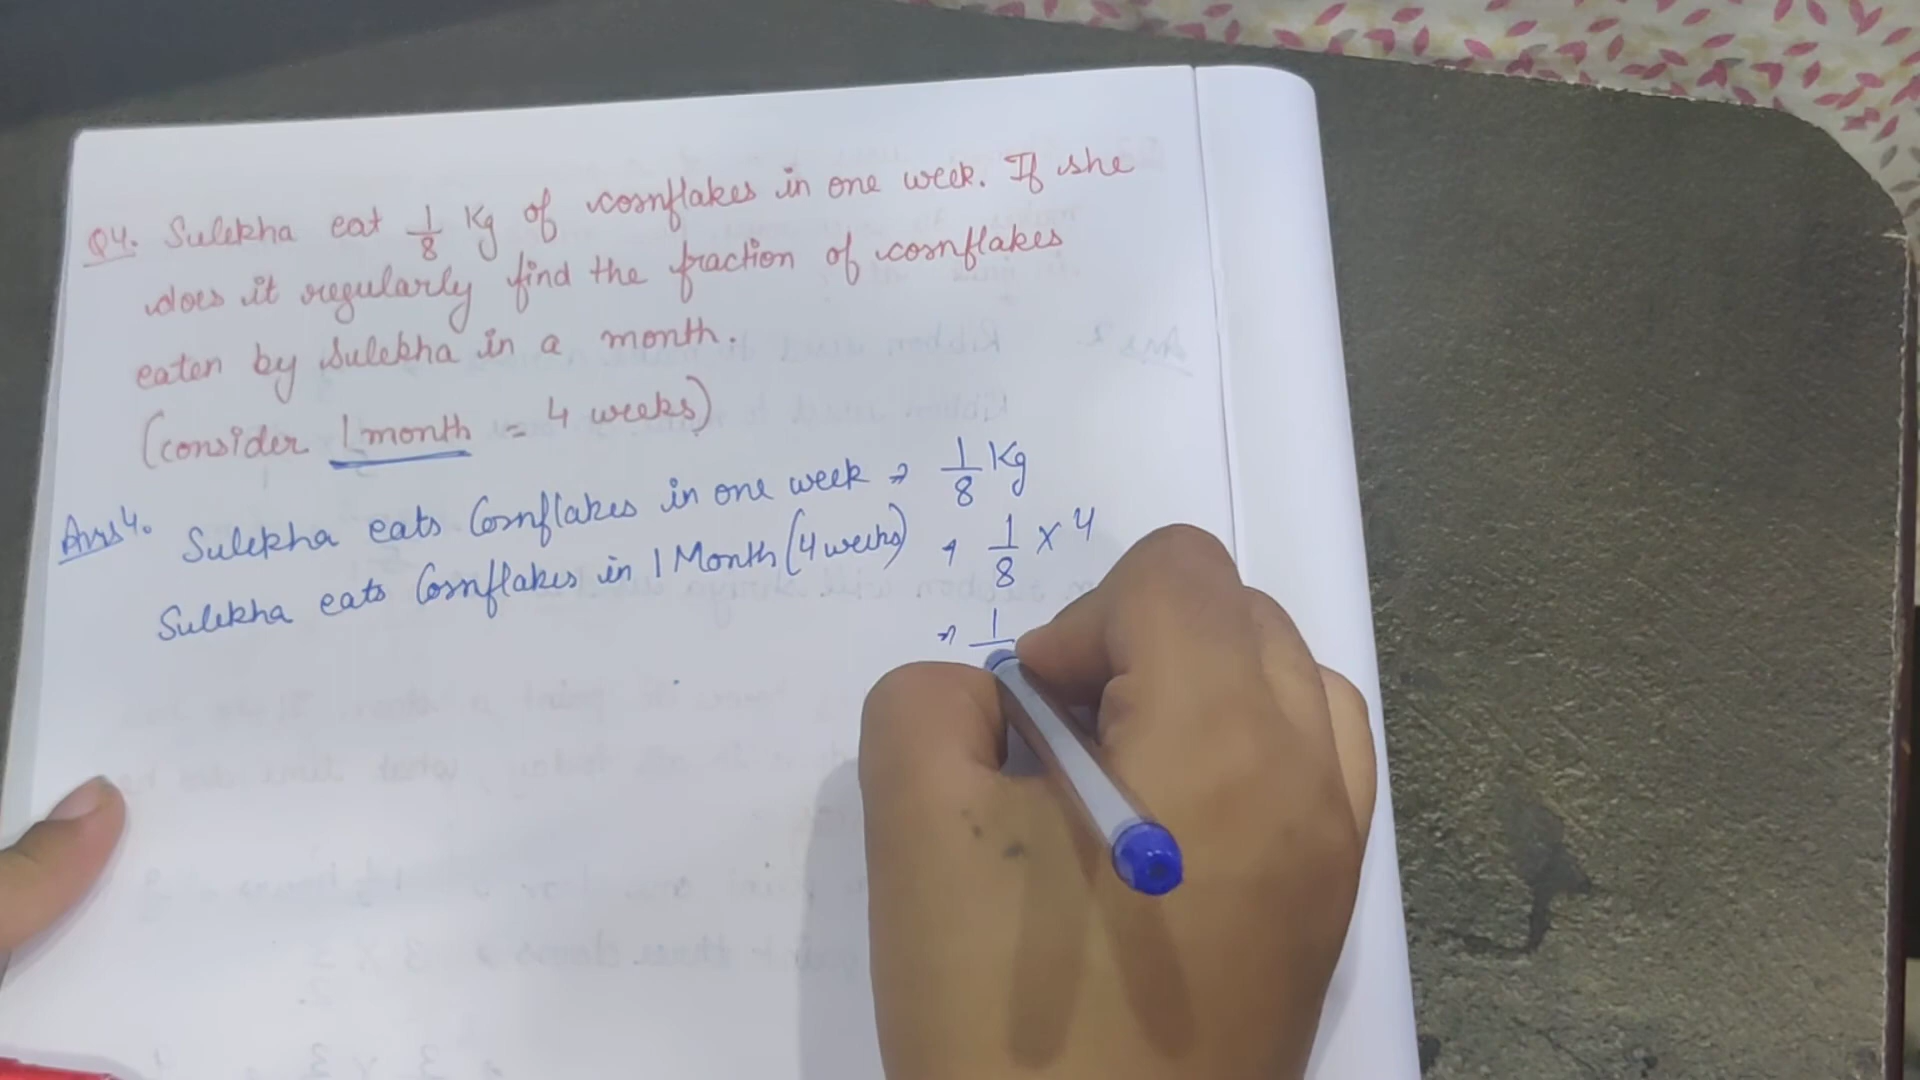 Q4. Sulekha eat 1/8 Kg of cornflakes in one week. If she
does it regularly find the fraction of cornflakes
eaten by Sulekha in a month.
(consider 1 month = 4 weeks)
Ans4. Sulekha eats Cornflakes in one week ⇒ 1/8 Kg
Sulekha eats Cornflakes in 1 Month (4 weeks) ⇒ 1/8 × 4
⇒ 1